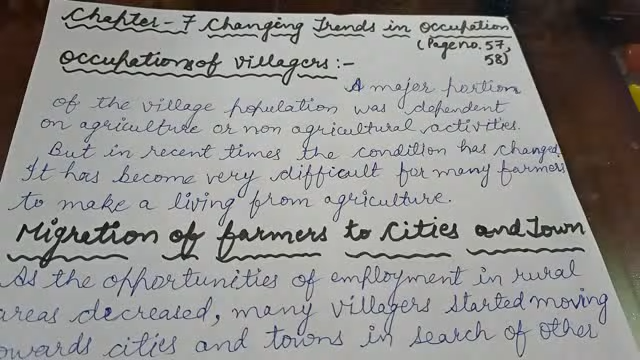 Chapter-7 Changing Trends in Occupation
(Page no. 57,
58)
Occupations of villagers:-
A major portion
of the village population was dependent
on agriculture or non agricultural activities.
But in recent times the condition has changed.
It has become very difficult for many farmers
to make a living from agriculture.
Migretion of farmers to Cities and Town
As the opportunities of employment in rural
areas decreased, many villagers started moving
towards cities and towns in search of other